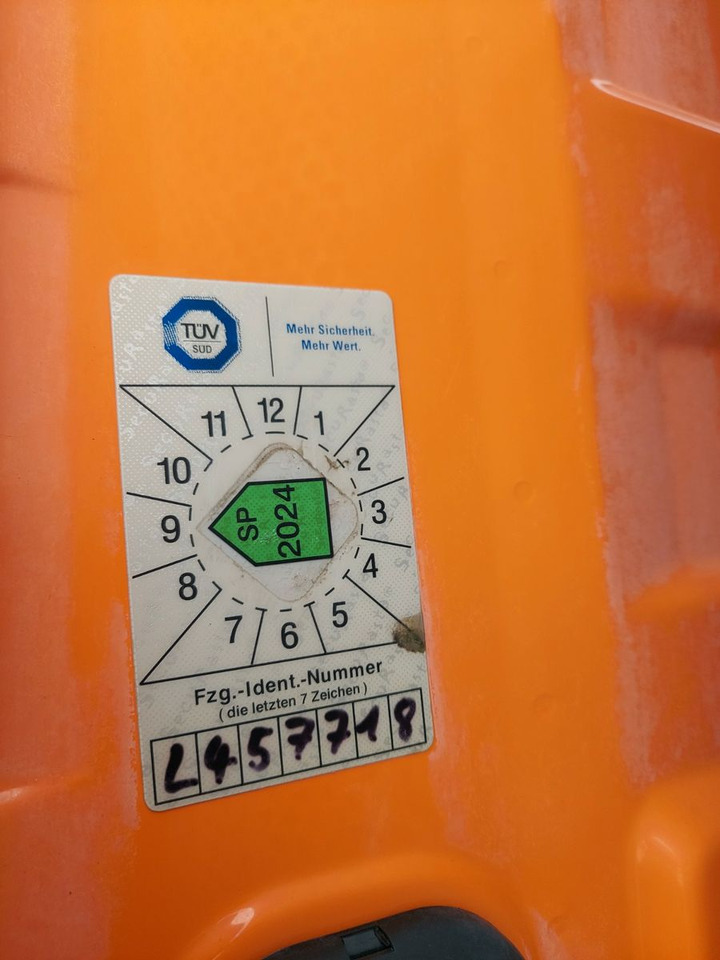 TÜV
SÜD
Mehr Sicherheit.
Mehr Wert.
11 12 1
10 2
9 3
8 4
7 6 5
SP
2024
Fzg.-Ident.-Nummer
( die letzten 7 Zeichen )
L457718